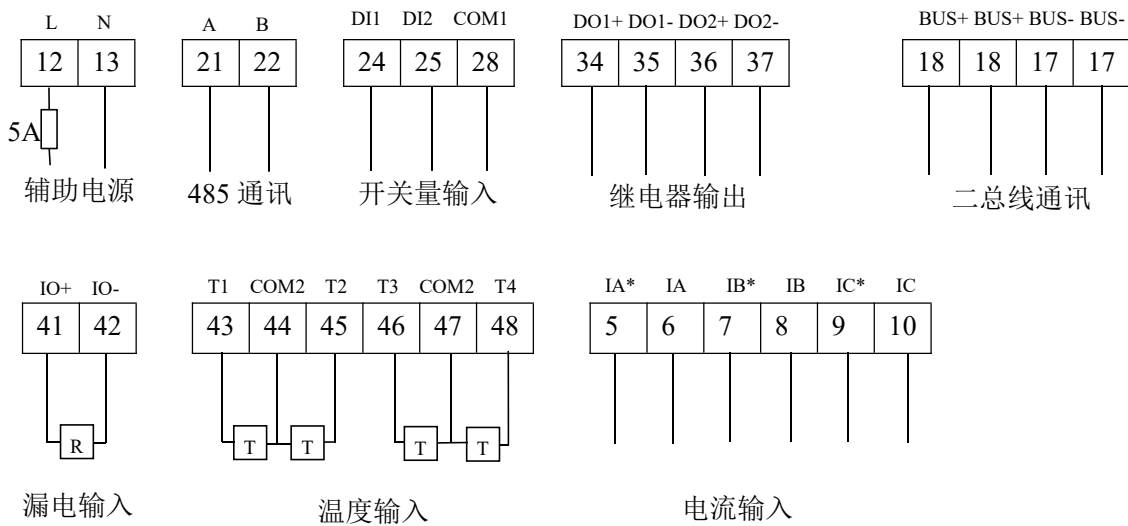 L N A B DI1 DI2 COM1 DO1+ DO1- DO2+ DO2- BUS+ BUS+ BUS- BUS-
12 13 21 22 24 25 28 34 35 36 37 18 18 17 17
5A
辅助电源 485 通讯 开关量输入 继电器输出 二总线通讯
IO+ IO- T1 COM2 T2 T3 COM2 T4 IA* IA IB* IB IC* IC
41 42 43 44 45 46 47 48 5 6 7 8 9 10
R T T T T
漏电输入 温度输入 电流输入